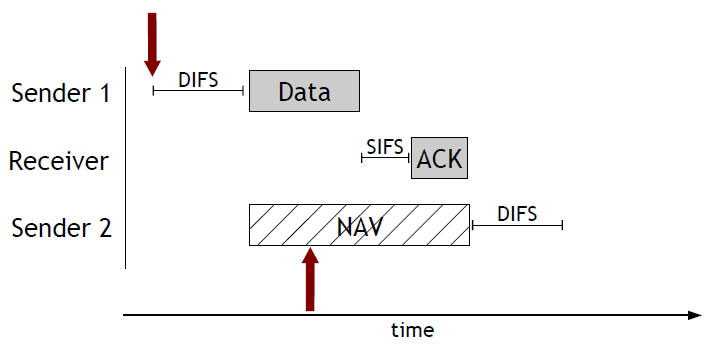 DIFS
Sender 1
Data
SIFS
Receiver
ACK
DIFS
Sender 2
NAV
time